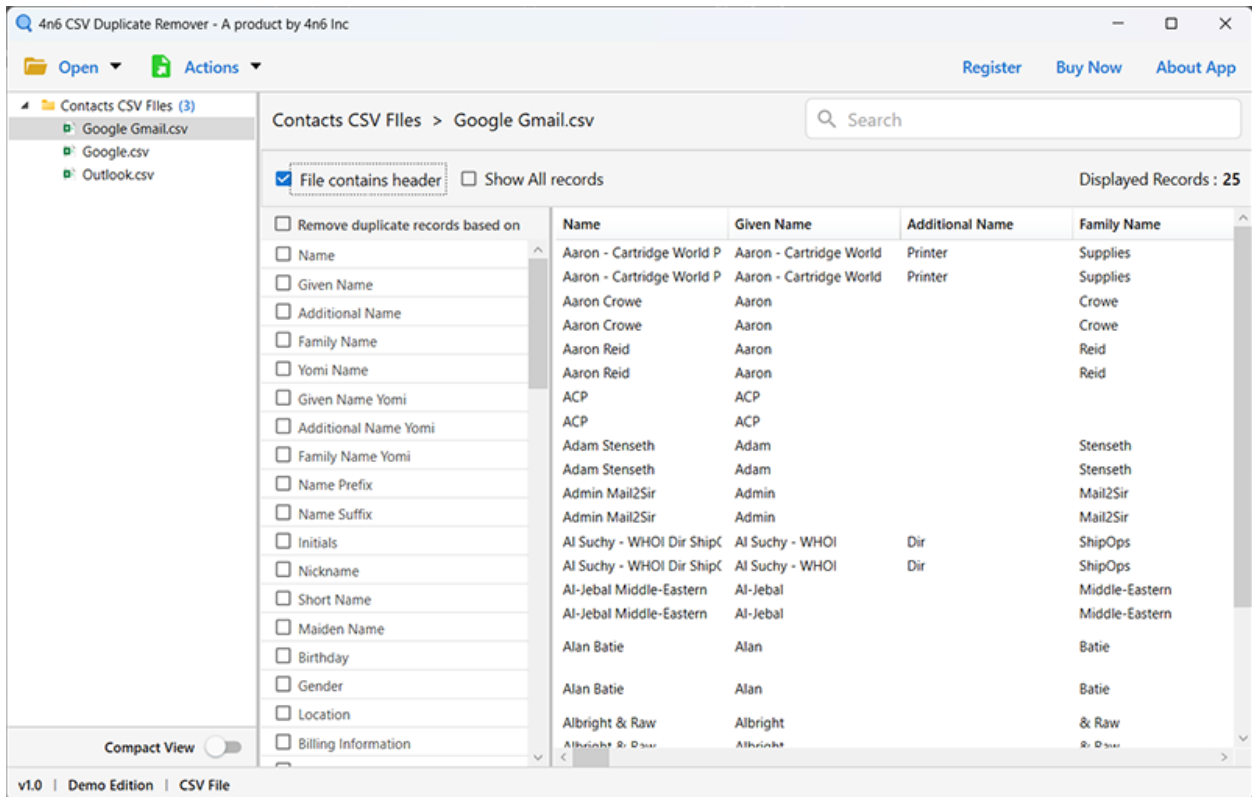 4n6 CSV Duplicate Remover - A product by 4n6 Inc
Open Actions Register Buy Now About App
Contacts CSV FIles (3)
Google Gmail.csv
Google.csv
Outlook.csv
Contacts CSV FIles > Google Gmail.csv
Search
File contains header Show All records Displayed Records : 25
Remove duplicate records based on
Name
Given Name
Additional Name
Family Name
Yomi Name
Given Name Yomi
Additional Name Yomi
Family Name Yomi
Name Prefix
Name Suffix
Initials
Nickname
Short Name
Maiden Name
Birthday
Gender
Location
Billing Information
Name Given Name Additional Name Family Name
Aaron - Cartridge World P Aaron - Cartridge World Printer Supplies
Aaron - Cartridge World P Aaron - Cartridge World Printer Supplies
Aaron Crowe Aaron Crowe
Aaron Crowe Aaron Crowe
Aaron Reid Aaron Reid
Aaron Reid Aaron Reid
ACP ACP
ACP ACP
Adam Stenseth Adam Stenseth
Adam Stenseth Adam Stenseth
Admin Mail2Sir Admin Mail2Sir
Admin Mail2Sir Admin Mail2Sir
Al Suchy - WHOI Dir Ship Al Suchy - WHOI Dir ShipOps
Al Suchy - WHOI Dir Ship Al Suchy - WHOI Dir ShipOps
Al-Jebal Middle-Eastern Al-Jebal Middle-Eastern
Al-Jebal Middle-Eastern Al-Jebal Middle-Eastern
Alan Batie Alan Batie
Alan Batie Alan Batie
Albright & Raw Albright & Raw
Albright & Raw Albright & Raw
Compact View
v1.0 | Demo Edition | CSV File